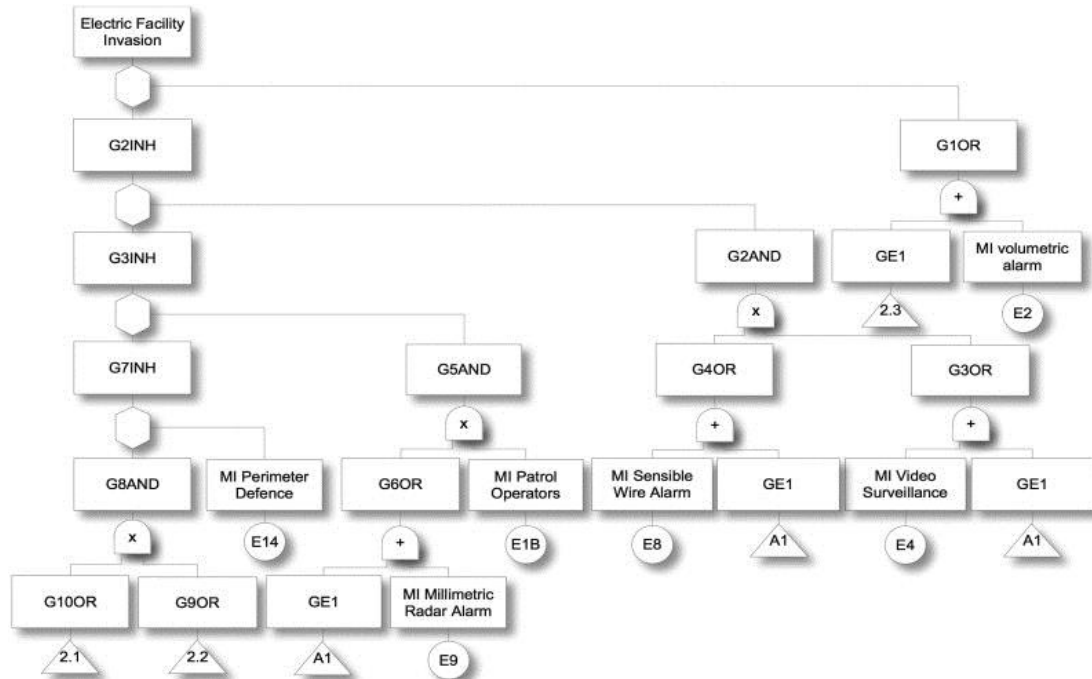 Electric Facility
Invasion
G2INH
G1OR
+
G3INH
G2AND
GE1
MI volumetric
alarm
x
2.3
E2
G7INH
G5AND
G4OR
G3OR
x
+
+
G8AND
MI Perimeter
Defence
G6OR
MI Patrol
Operators
MI Sensible
Wire Alarm
GE1
MI Video
Surveillance
GE1
x
E14
+
E1B
E8
A1
E4
A1
G10OR
G9OR
GE1
MI Millimetric
Radar Alarm
2.1
2.2
A1
E9